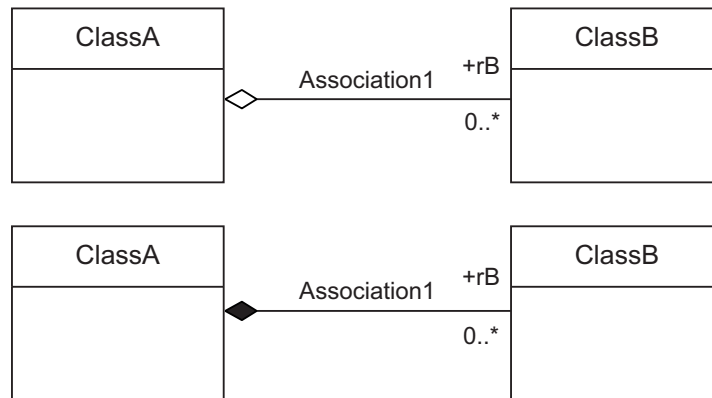 ClassA
ClassB
Association1
+rB
0..*
ClassA
ClassB
Association1
+rB
0..*